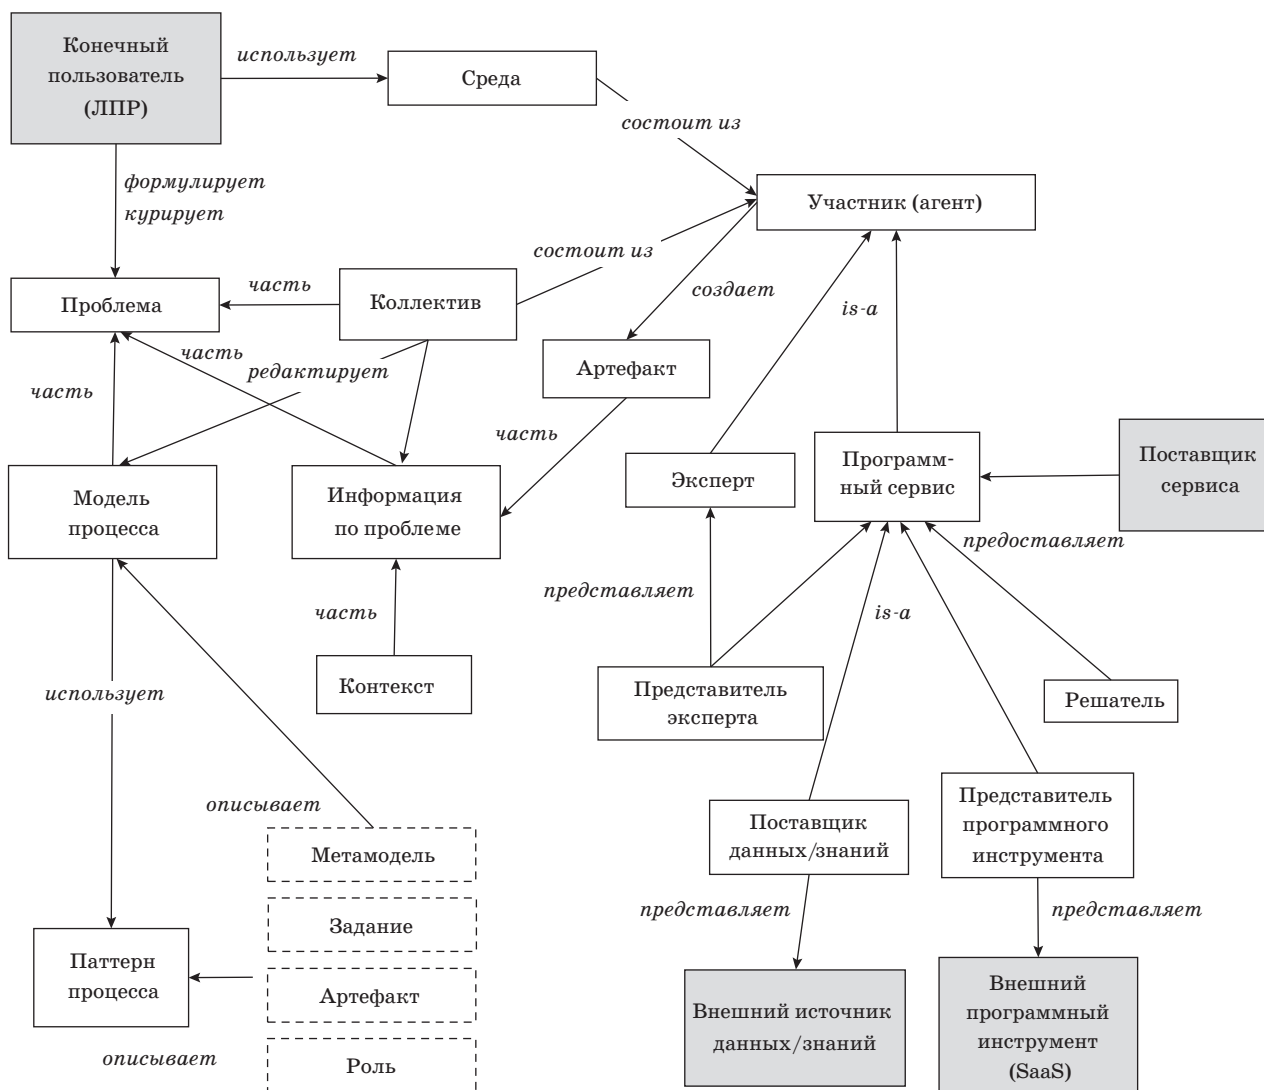 Конечный
пользователь
(ЛПР)
использует
Среда
состоит из
формулирует
курирует
Участник (агент)
состоит из
Проблема
часть
Коллектив
создает
is-a
часть
редактирует
часть
Артефакт
часть
Эксперт
Программ-
ный сервис
Поставщик
сервиса
Модель
процесса
Информация
по проблеме
предоставляет
представляет
часть
is-a
Контекст
использует
Представитель
эксперта
Решатель
описывает
Метамодель
Поставщик
данных/знаний
Представитель
программного
инструмента
Задание
представляет
представляет
Паттерн
процесса
Артефакт
Внешний источник
данных/знаний
Внешний
программный
инструмент
(SaaS)
описывает
Роль